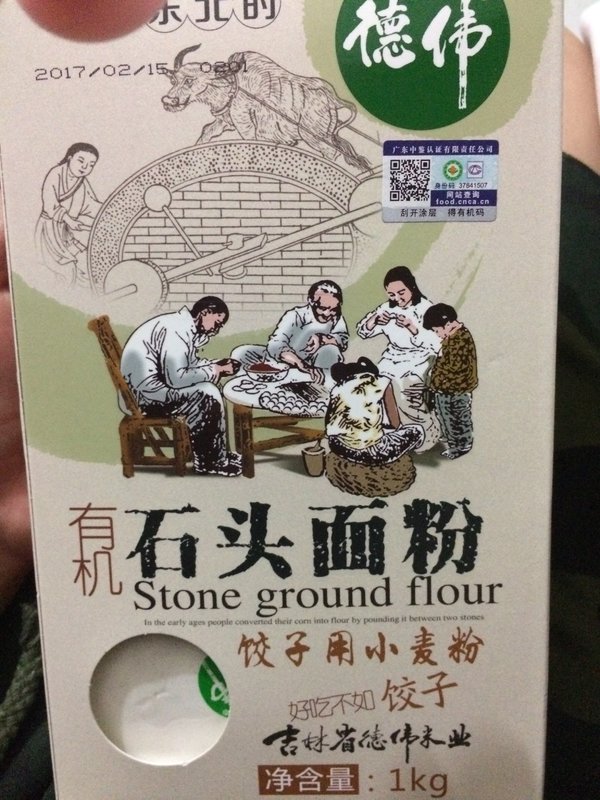 东北的
德伟
2017/02/15 0201
广东中鉴认证有限责任公司
身份码 37841507
网站查询
food.cnca.cn
刮开涂层 得有机码
有机
石头面粉
Stone ground flour
In the early ages people converted their corn into flour by pounding it between two stones
饺子用小麦粉
好吃不如饺子
吉林省德伟米业
净含量：1kg